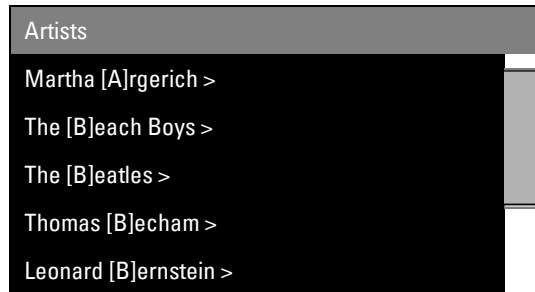 Artists
Martha [A]rgerich >
The [B]each Boys >
The [B]eatles >
Thomas [B]echam >
Leonard [B]ernstein >